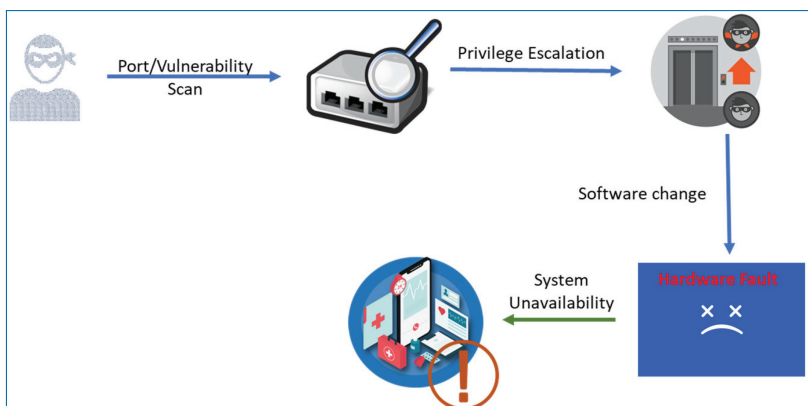 Port/Vulnerability
Scan
Privilege Escalation
Software change
Hardware Fault
System
Unavailability